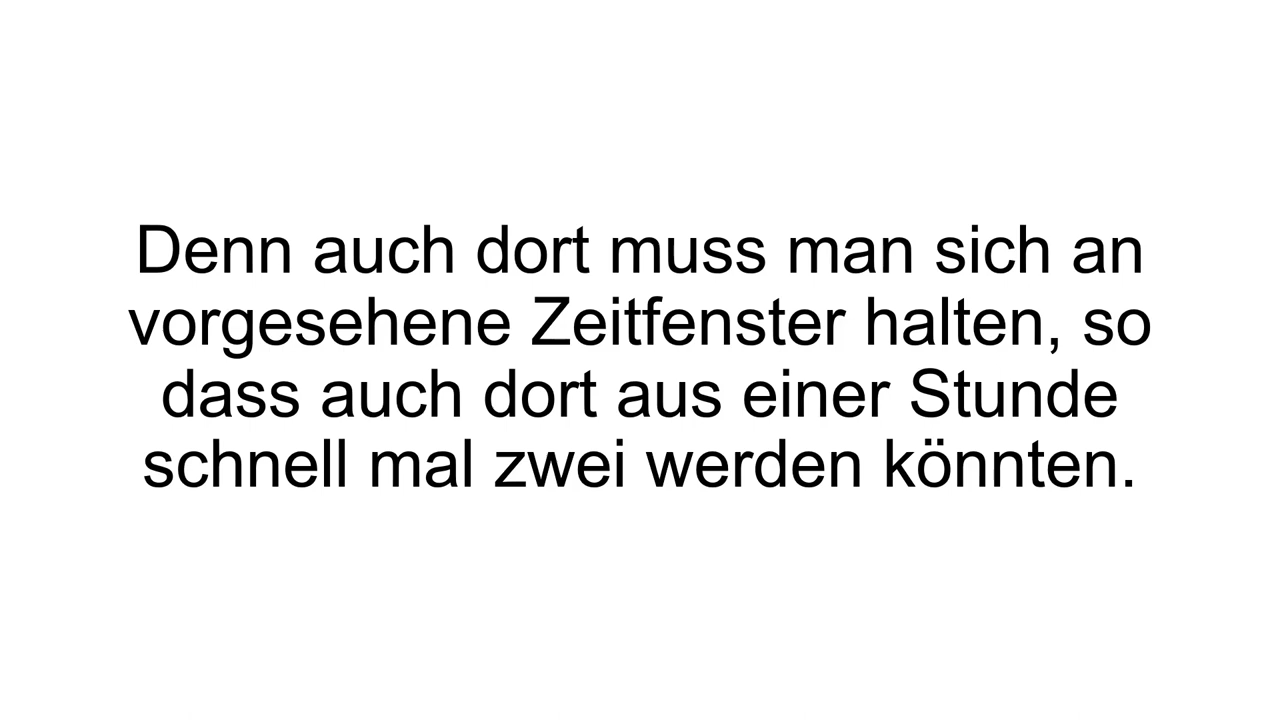 Denn auch dort muss man sich an
vorgesehene Zeitfenster halten, so
dass auch dort aus einer Stunde
schnell mal zwei werden könnten.